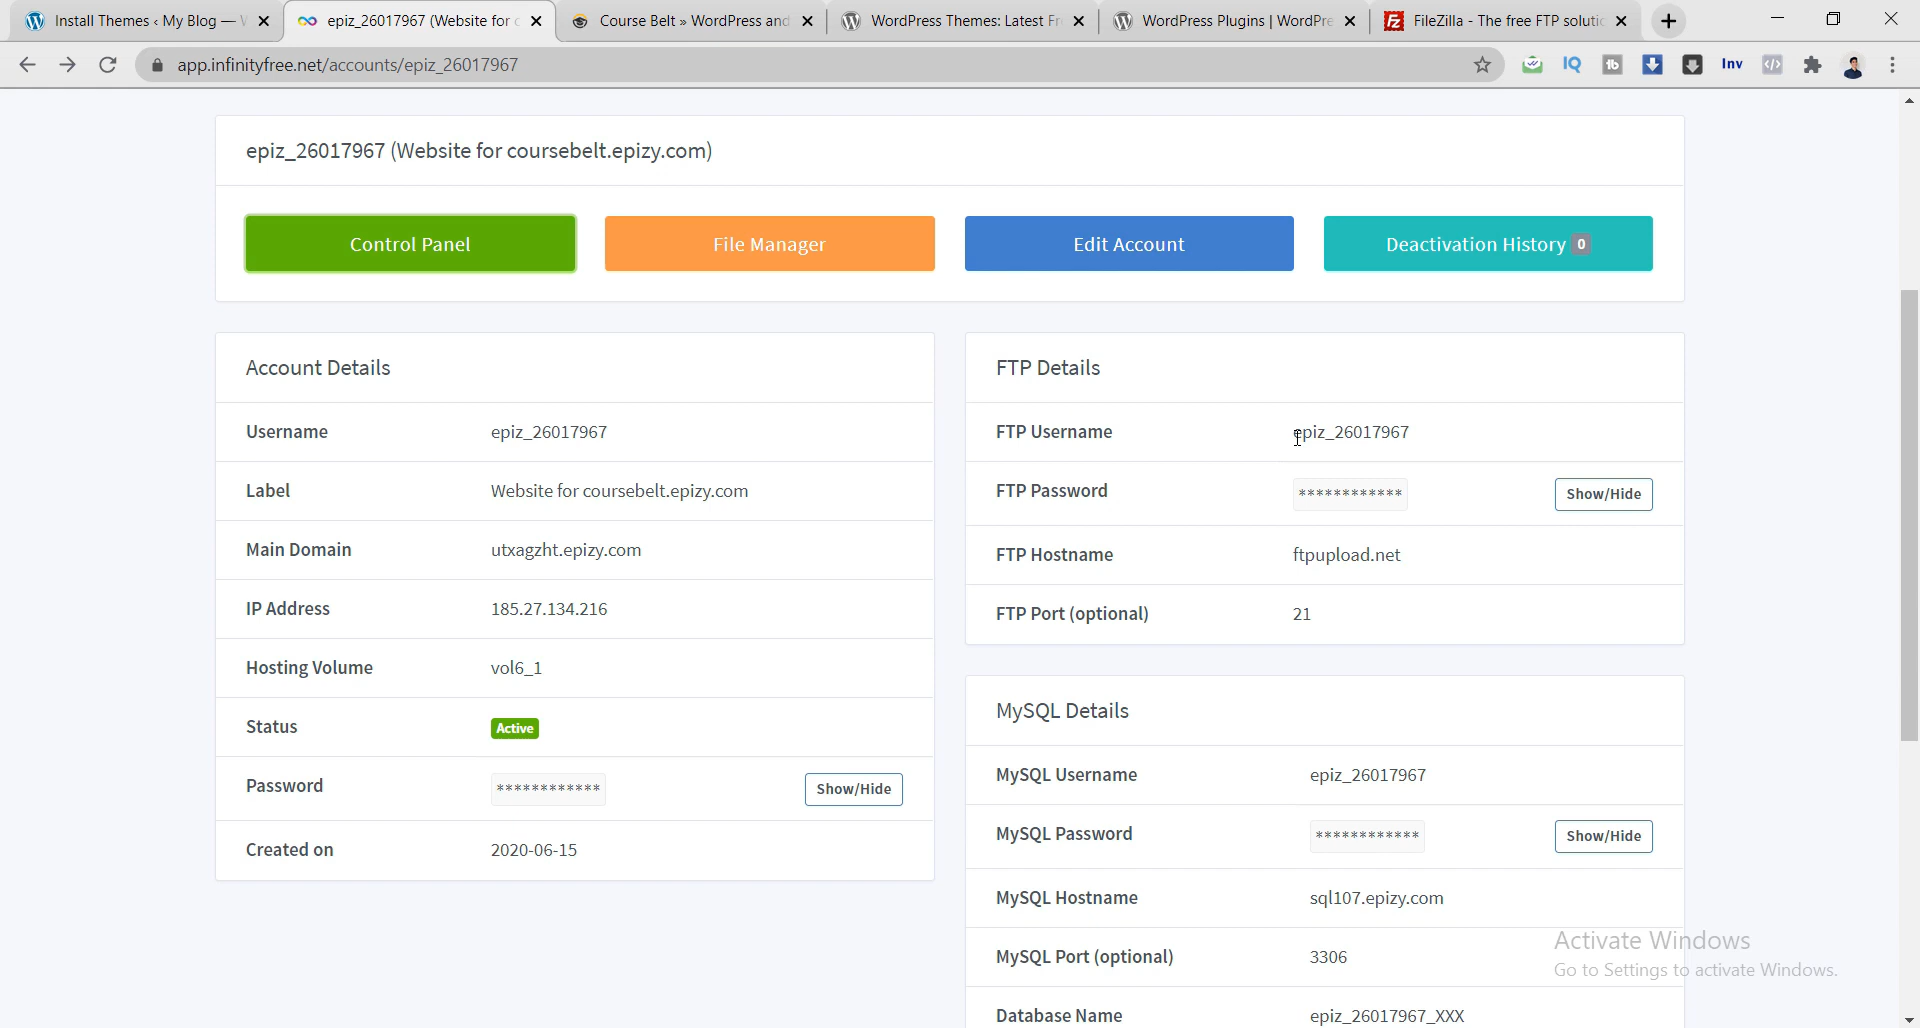 Install Themes ‹ My Blog —
epiz_26017967 (Website for c
Course Belt » WordPress and
WordPress Themes: Latest Fr
WordPress Plugins | WordPre
FileZilla - The free FTP solutio
app.infinityfree.net/accounts/epiz_26017967
IQ
tb
Inv
epiz_26017967 (Website for coursebelt.epizy.com)
Control Panel
File Manager
Edit Account
Deactivation History 0
Account Details
Username epiz_26017967
Label Website for coursebelt.epizy.com
Main Domain utxagzht.epizy.com
IP Address 185.27.134.216
Hosting Volume vol6_1
Status Active
Password ************ Show/Hide
Created on 2020-06-15
FTP Details
FTP Username epiz_26017967
FTP Password ************ Show/Hide
FTP Hostname ftpupload.net
FTP Port (optional) 21
MySQL Details
MySQL Username epiz_26017967
MySQL Password ************ Show/Hide
MySQL Hostname sql107.epizy.com
MySQL Port (optional) 3306
Database Name epiz_26017967_XXX
Activate Windows
Go to Settings to activate Windows.